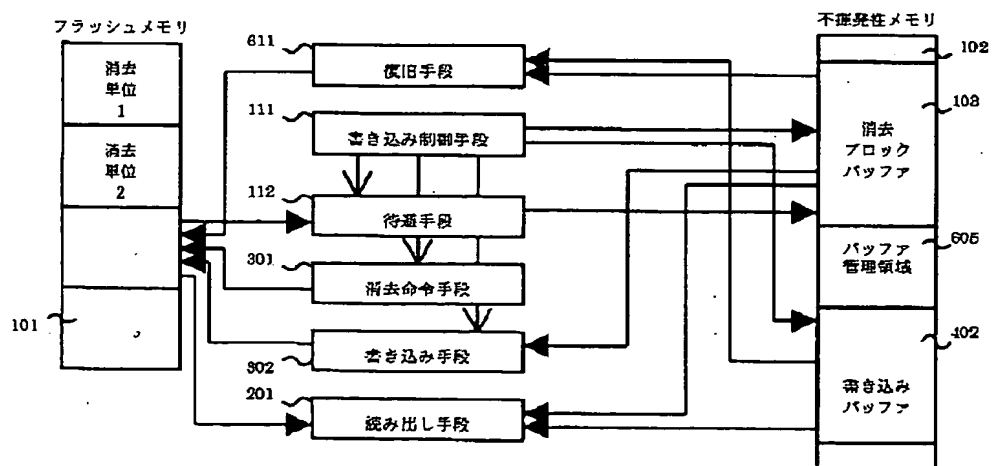 フラッシュメモリ
消去
単位
1
消去
単位
2
101
611
復旧手段
111
書き込み制御手段
112
待避手段
301
消去命令手段
302
書き込み手段
201
読み出し手段
不揮発性メモリ
102
103
消去
ブロック
バッファ
605
バッファ
管理領域
402
書き込み
バッファ